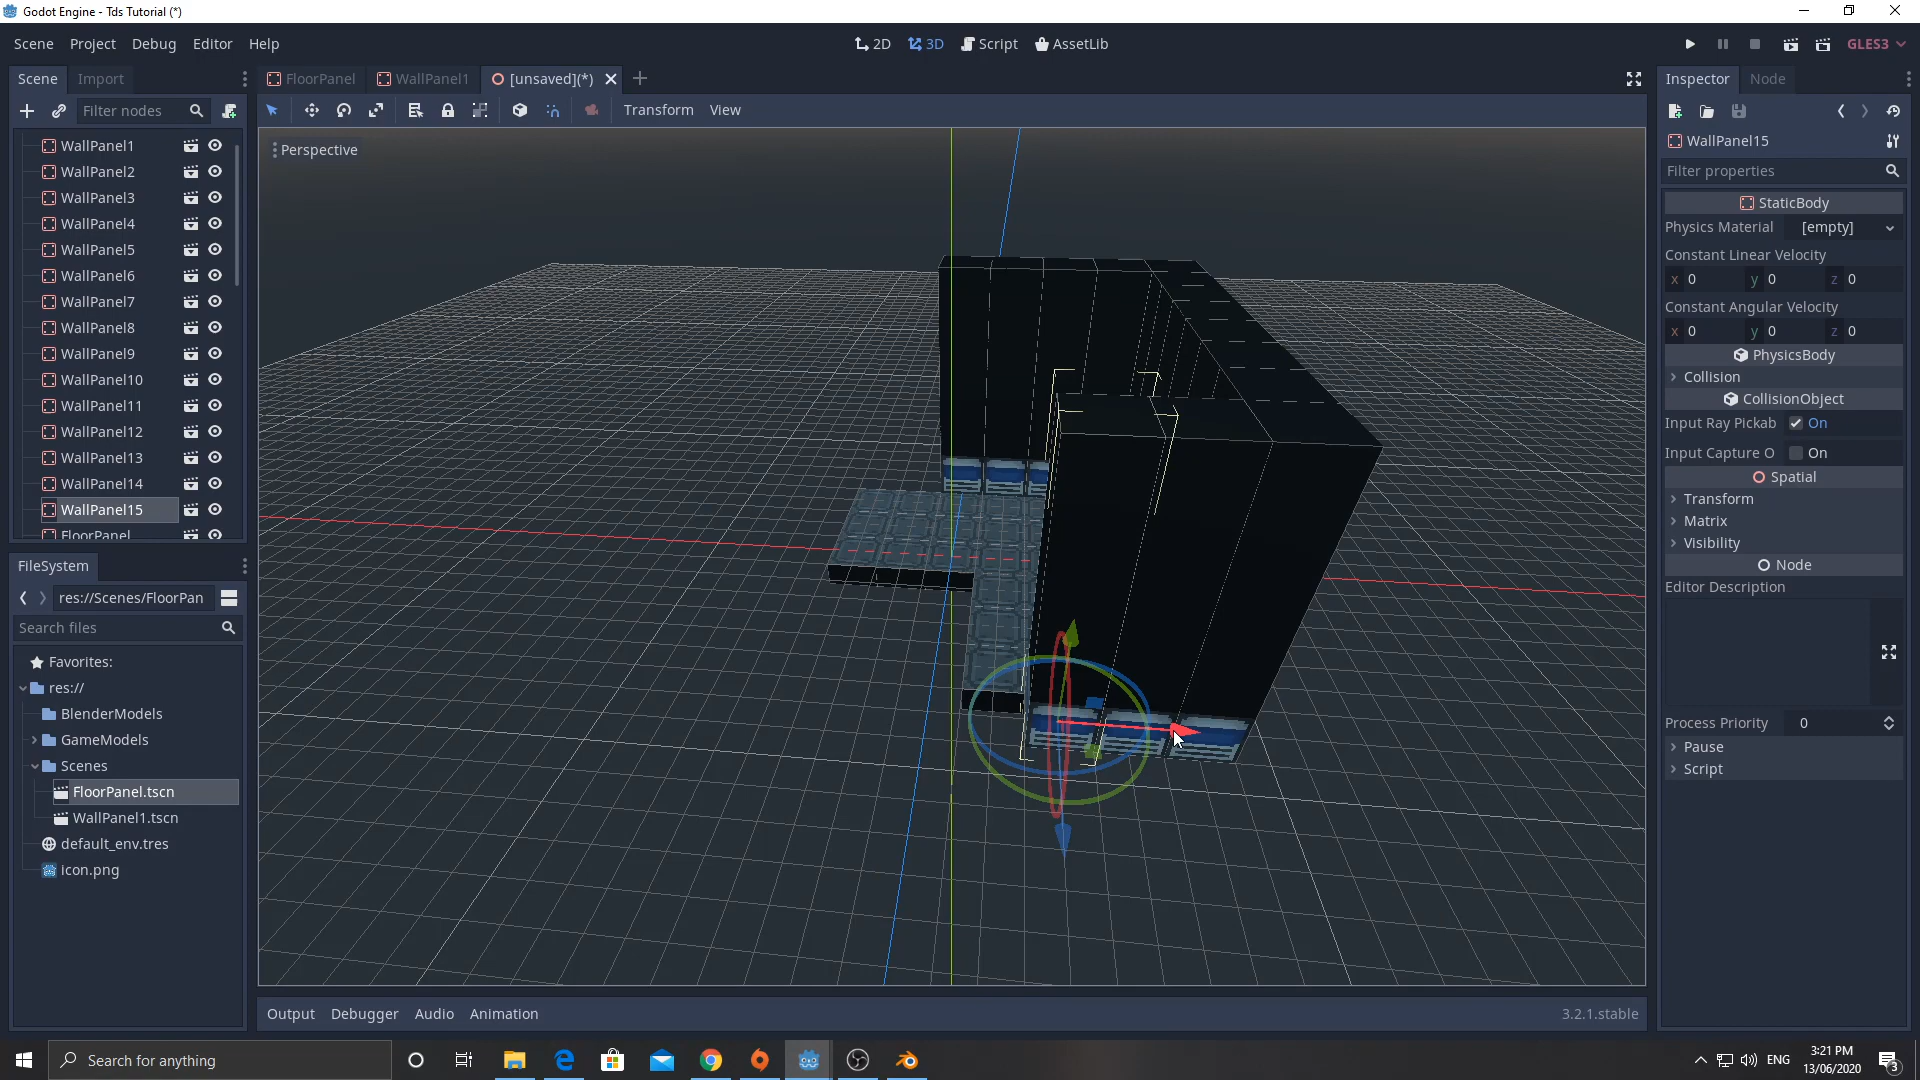 Godot Engine - Tds Tutorial (*)
Scene Project Debug Editor Help
2D 3D Script AssetLib
GLES3
Scene Import
FloorPanel WallPanel1 [unsaved](*)
Inspector Node
Filter nodes
Transform View
WallPanel1
WallPanel2
WallPanel3
WallPanel4
WallPanel5
WallPanel6
WallPanel7
WallPanel8
WallPanel9
WallPanel10
WallPanel11
WallPanel12
WallPanel13
WallPanel14
WallPanel15
FloorPanel
Perspective
WallPanel15
Filter properties
StaticBody
Physics Material [empty]
Constant Linear Velocity
x 0 y 0 z 0
Constant Angular Velocity
x 0 y 0 z 0
PhysicsBody
Collision
CollisionObject
Input Ray Pickab On
Input Capture O On
Spatial
Transform
Matrix
Visibility
Node
Editor Description
Process Priority 0
Pause
Script
FileSystem
res://Scenes/FloorPan
Search files
Favorites:
res://
BlenderModels
GameModels
Scenes
FloorPanel.tscn
WallPanel1.tscn
default_env.tres
icon.png
Output Debugger Audio Animation
3.2.1.stable
Search for anything
ENG
3:21 PM
13/06/2020
3